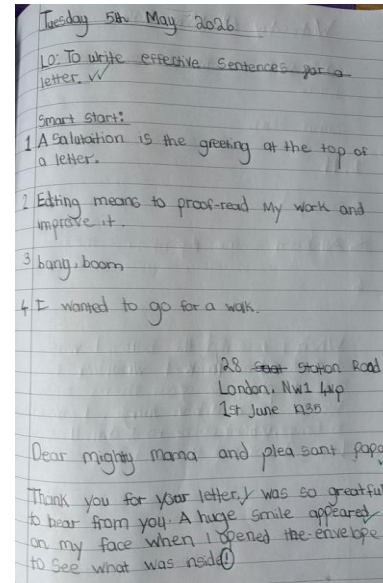 Tuesday 5th May 2026
LO: To write effective sentences for a
letter.
Smart start:
1 A Salutation is the greeting at the top of
a letter.
2 Editing means to proof-read My work and
improve it.
3 bang, boom
4 I wanted to go for a walk.
28 Station Road
London, NW1 4NP
1st June 1935
Dear mighty mama and plea sant papa
Thank you for your letter, I was so greatful
to hear from you. A huge smile appeared
on my face when I opened the envelope
to see what was nside!